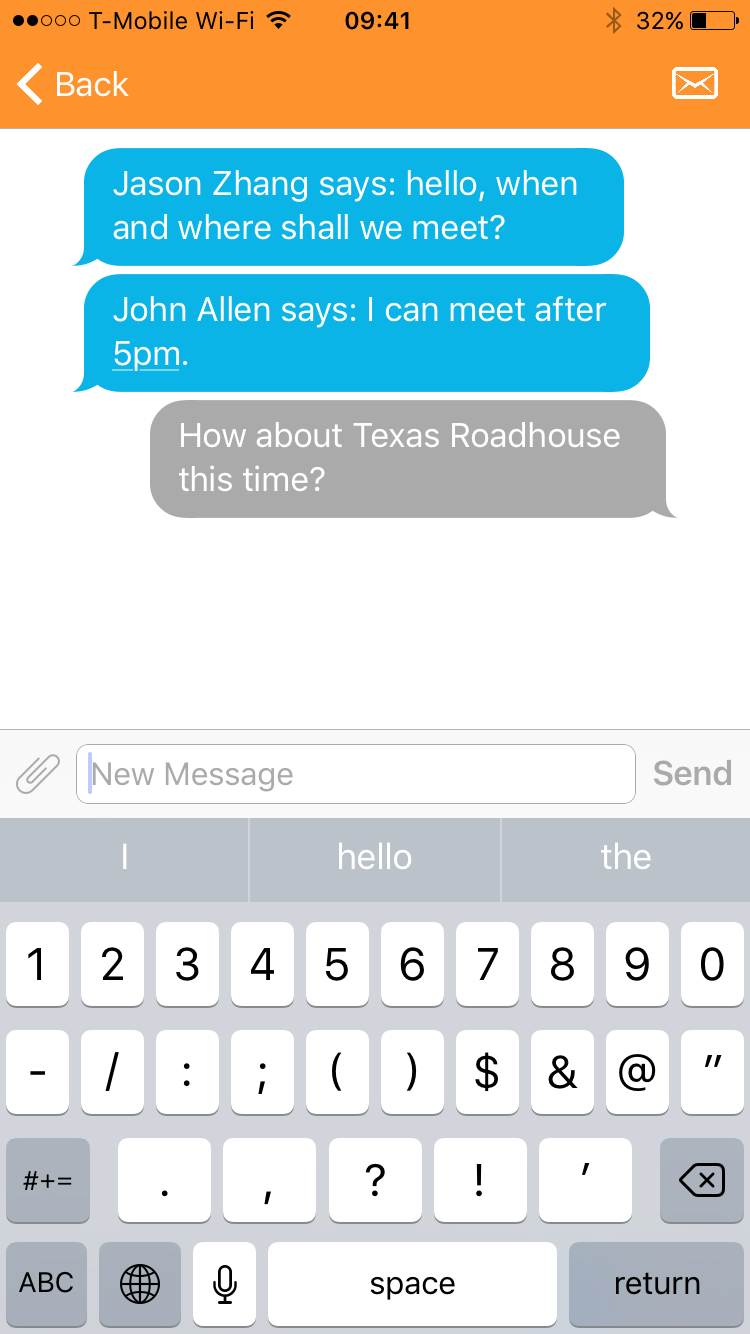 T-Mobile Wi-Fi 09:41 32%
Back
Jason Zhang says: hello, when
and where shall we meet?
John Allen says: I can meet after
5pm.
How about Texas Roadhouse
this time?
New Message Send
I hello the
1 2 3 4 5 6 7 8 9 0
- / : ; ( ) $ & @ "
#+= . , ? ! '
ABC space return